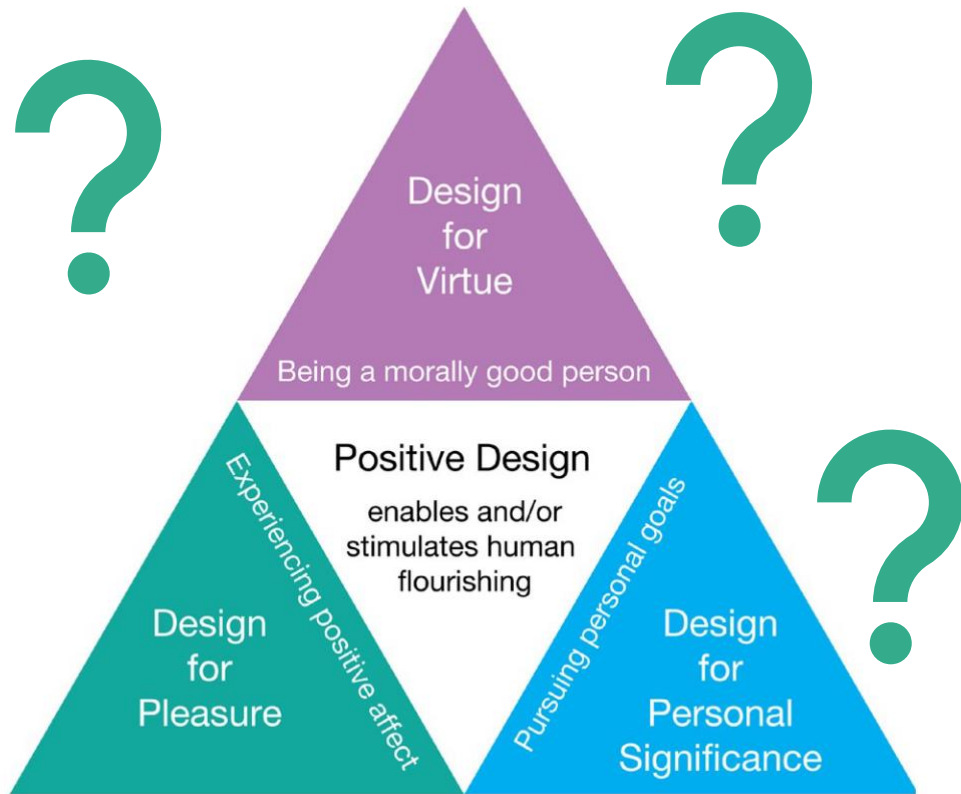 ?
?
Design
for
Virtue
Being a morally good person
Positive Design
enables and/or
stimulates human
flourishing
Experiencing positive affect
Pursuing personal goals
?
Design
for
Pleasure
Design
for
Personal
Significance